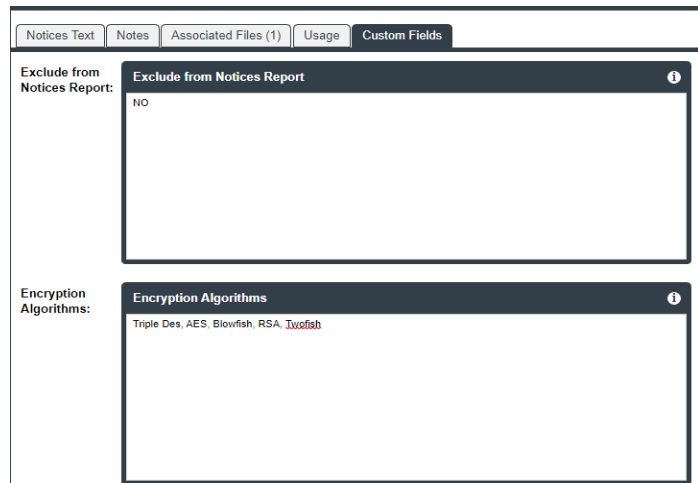 Notices Text Notes Associated Files (1) Usage Custom Fields
Exclude from
Notices Report:
Exclude from Notices Report
NO
Encryption
Algorithms:
Encryption Algorithms
Triple Des, AES, Blowfish, RSA, Twofish